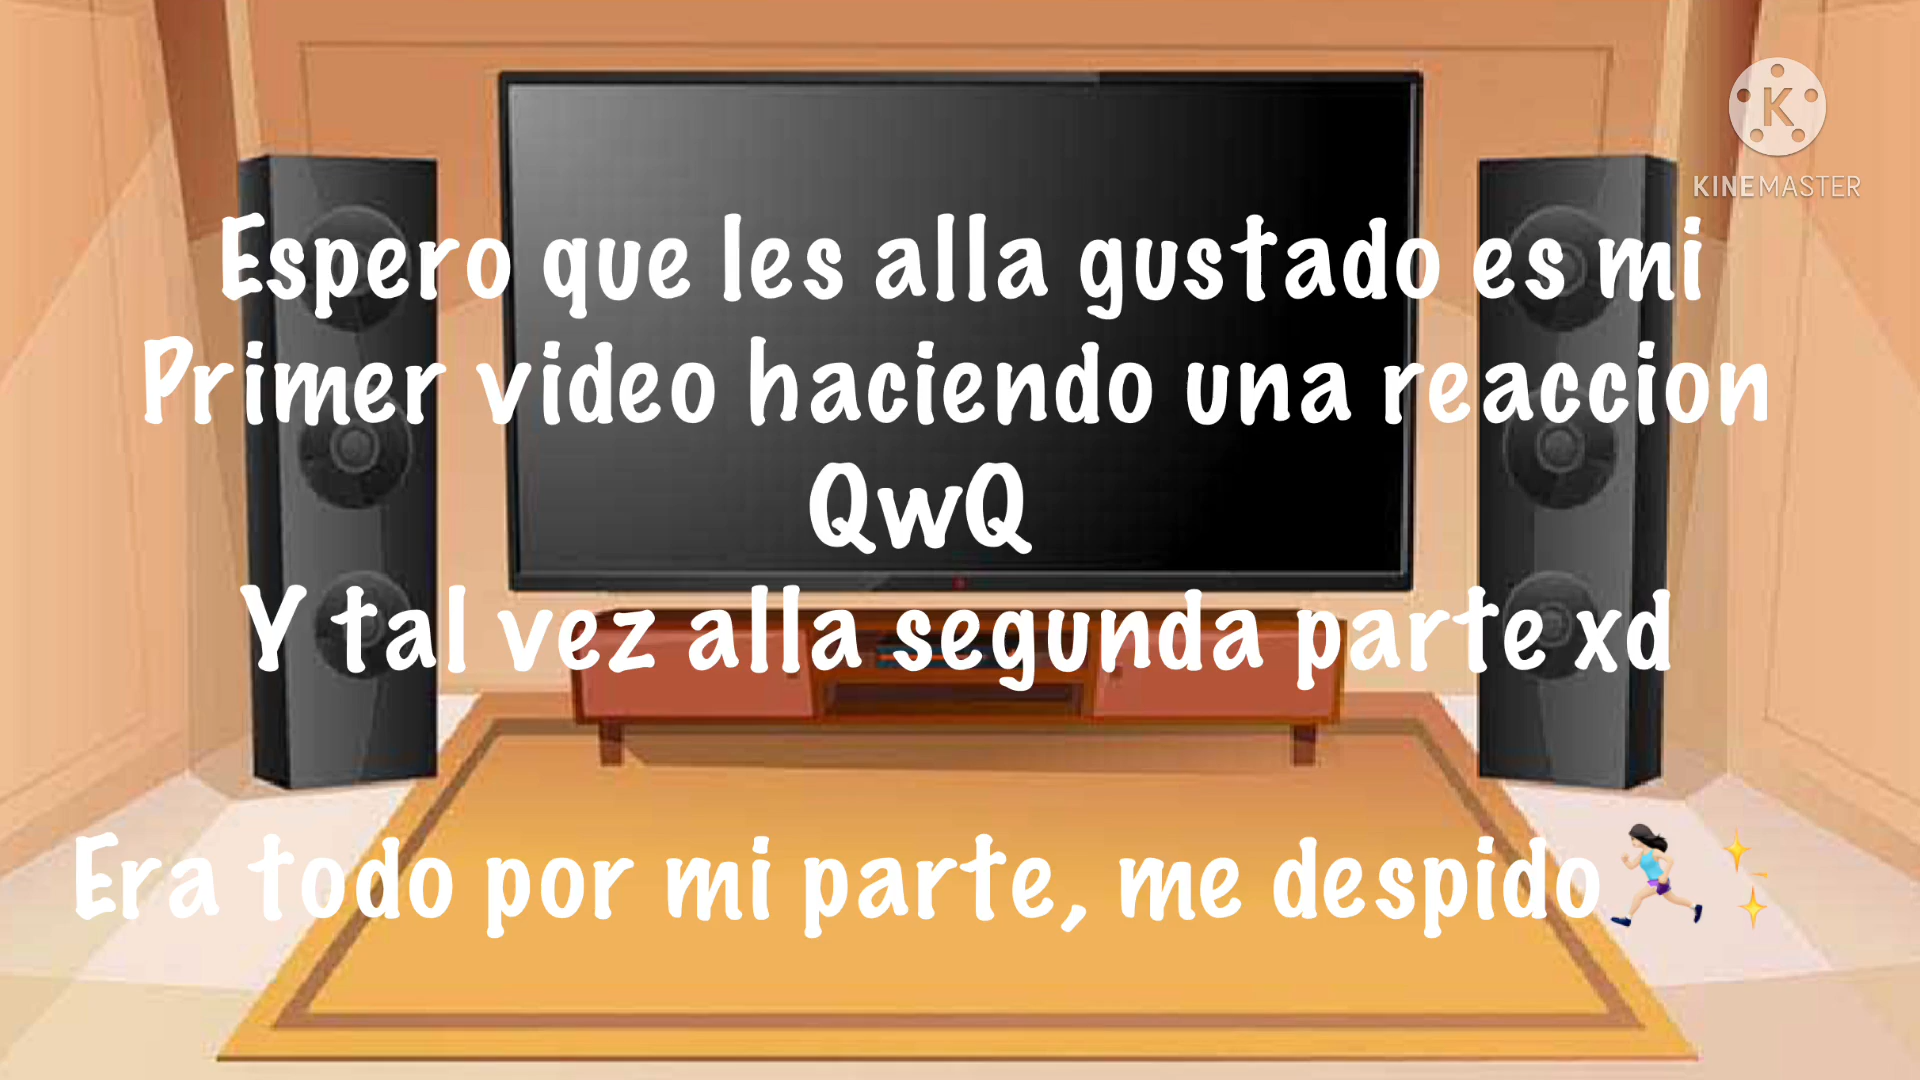 K
KINEMASTER
Espero que les alla gustado es mi
Primer video haciendo una reaccion
QwQ
Y tal vez alla segunda parte xd
Era todo por mi parte, me despido🏃🏻‍♀️✨